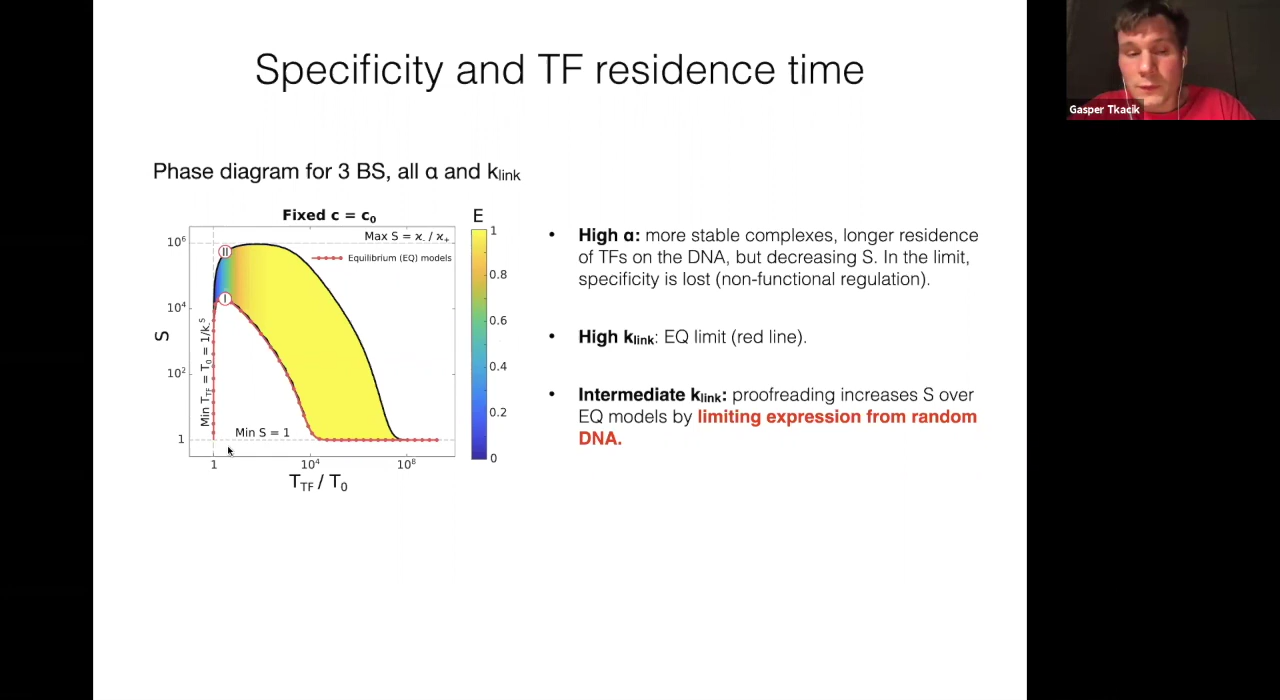 Specificity and TF residence time
Gasper Tkacik
Phase diagram for 3 BS, all α and klink
Fixed c = c0
E
Max S = ϰ- / ϰ+
Equilibrium (EQ) models
Min TTF = T0 = 1/k-S
Min S = 1
S
10^6
10^4
10^2
1
1
10^4
10^8
TTF / T0
1
0.8
0.6
0.4
0.2
0
• High α: more stable complexes, longer residence
of TFs on the DNA, but decreasing S. In the limit,
specificity is lost (non-functional regulation).
• High klink: EQ limit (red line).
• Intermediate klink: proofreading increases S over
EQ models by limiting expression from random
DNA.
I
II